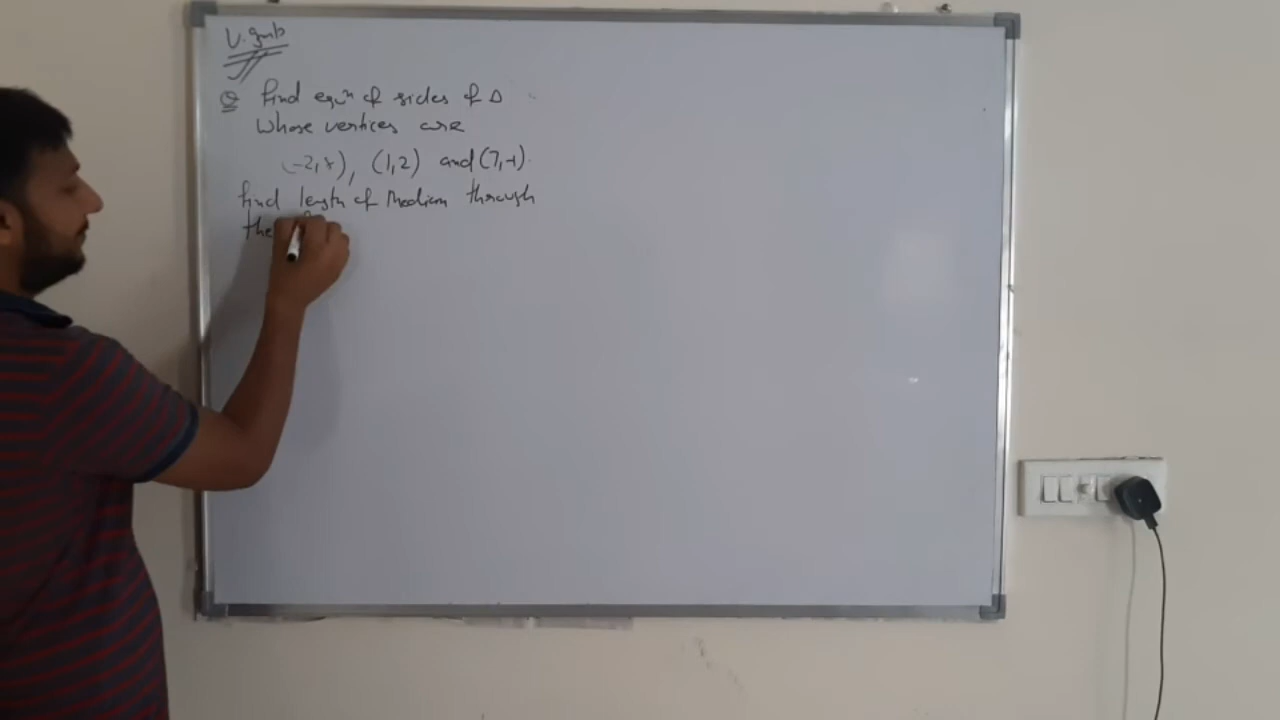 V. Imp
Q Find eqⁿ of sides of Δ
whose vertices are
(-2,8), (1,2) and (7,-1).
find length of Median through
the